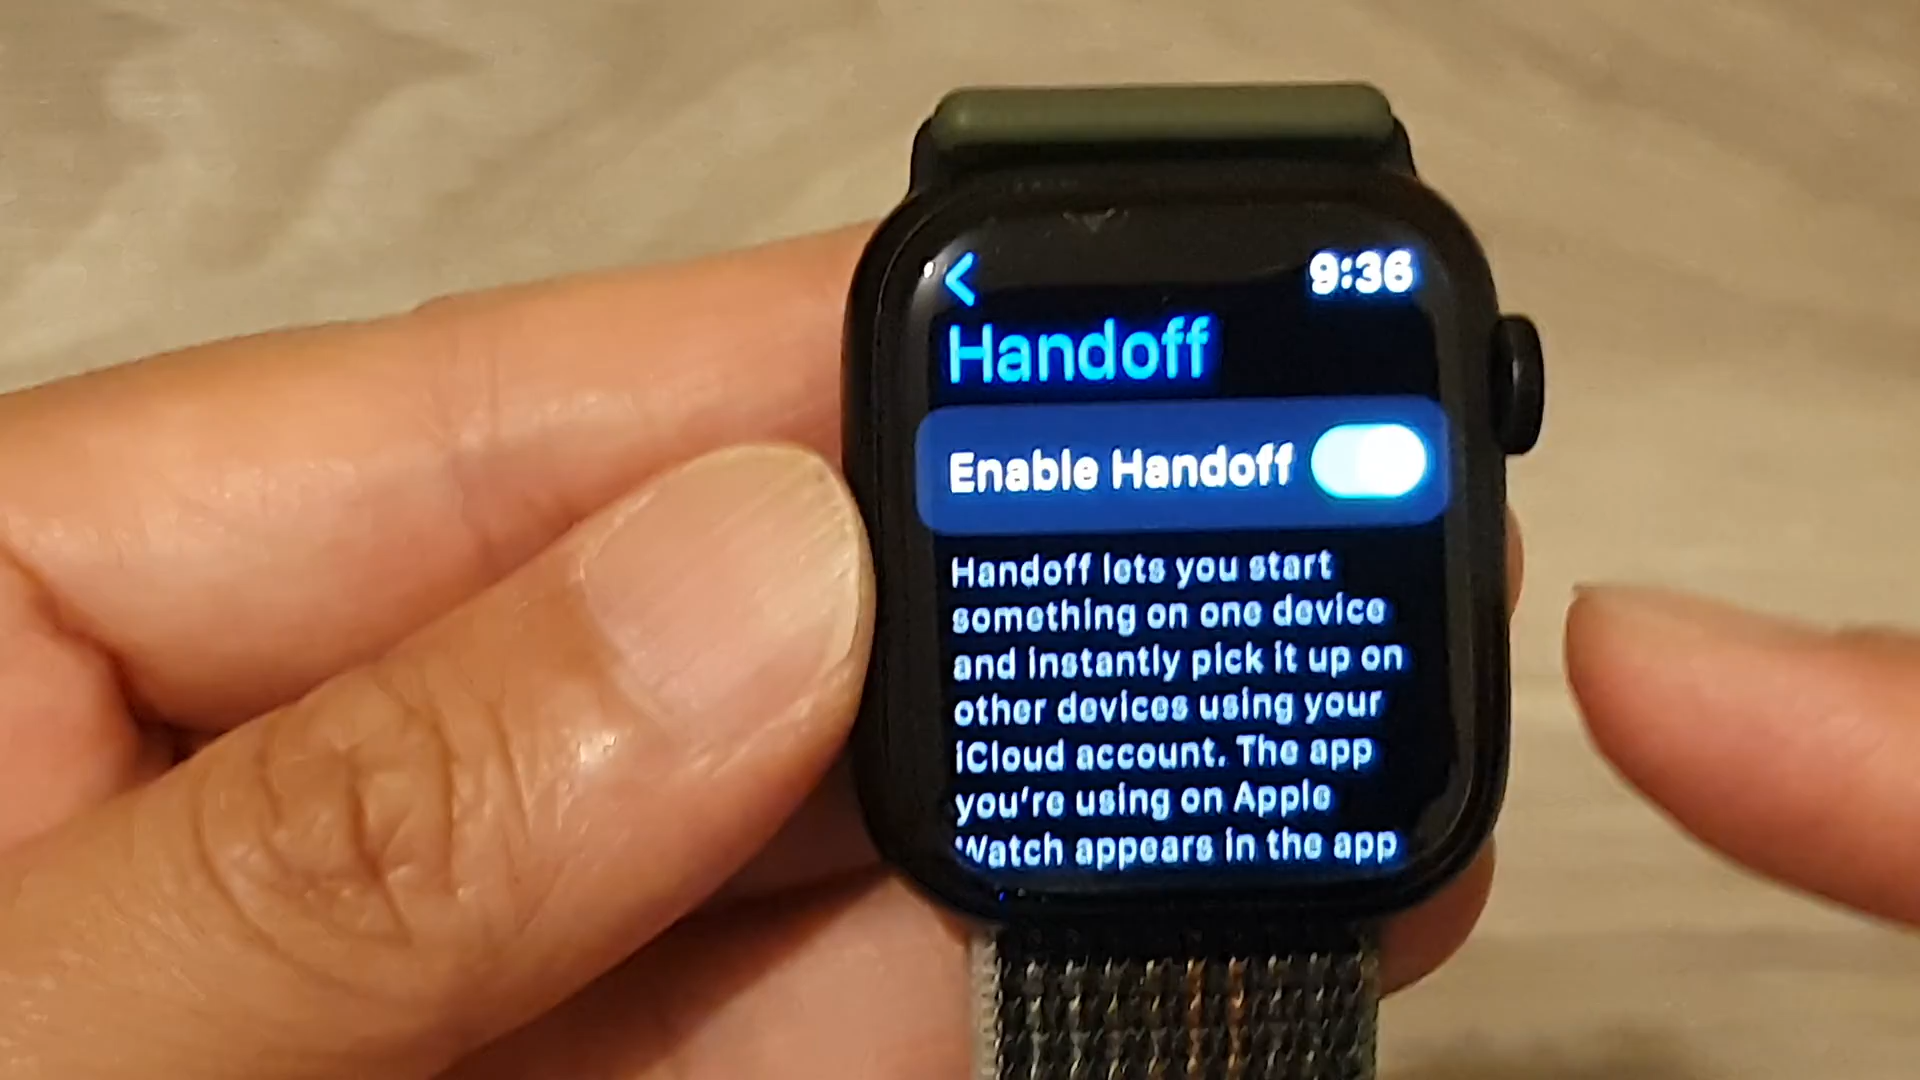 9:36
Handoff
Enable Handoff
Handoff lets you start
something on one device
and instantly pick it up on
other devices using your
iCloud account. The app
you're using on Apple
Watch appears in the app